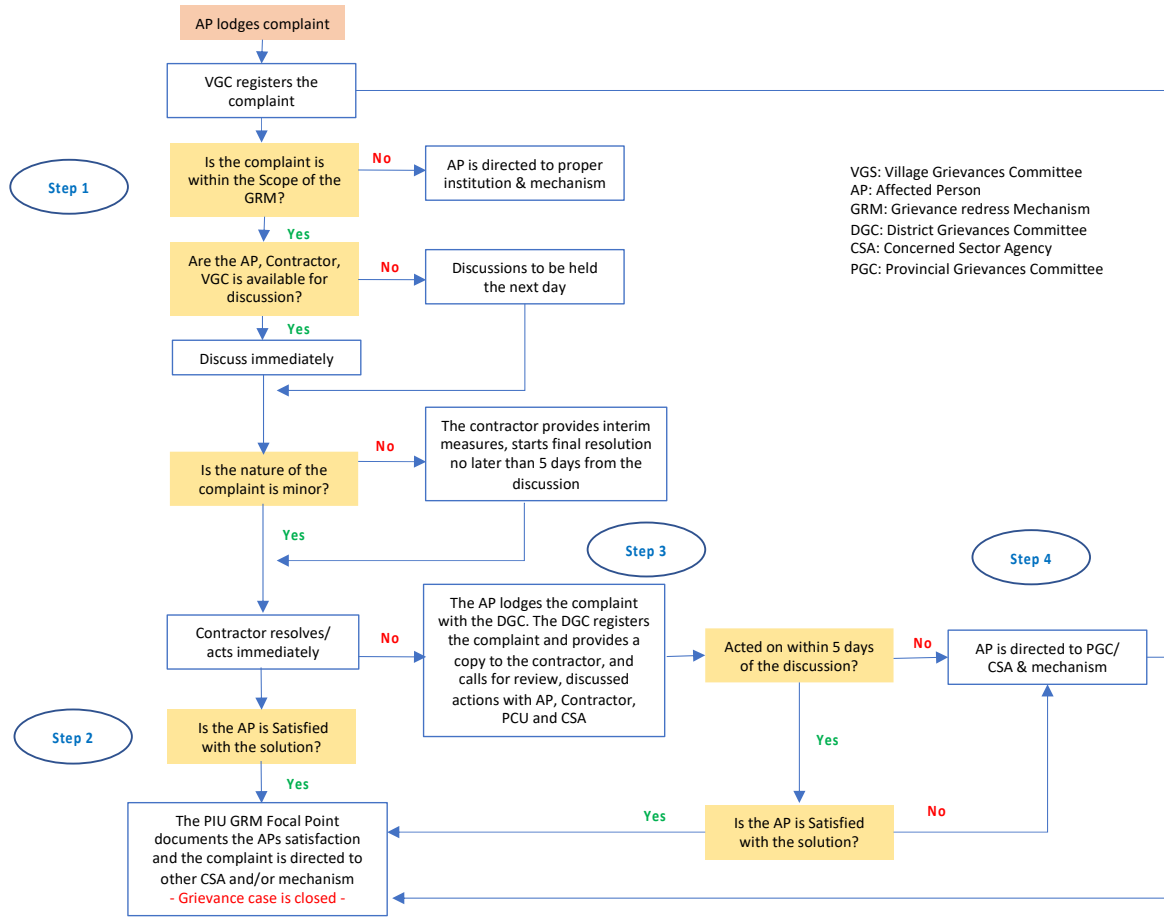 AP lodges complaint
VGC registers the
complaint
Step 1
Is the complaint is
within the Scope of the
GRM?
No
AP is directed to proper
institution & mechanism
VGS: Village Grievances Committee
AP: Affected Person
GRM: Grievance redress Mechanism
DGC: District Grievances Committee
CSA: Concerned Sector Agency
PGC: Provincial Grievances Committee
Yes
Are the AP, Contractor,
VGC is available for
discussion?
No
Discussions to be held
the next day
Yes
Discuss immediately
Is the nature of the
complaint is minor?
No
The contractor provides interim
measures, starts final resolution
no later than 5 days from the
discussion
Yes
Step 3
Step 4
Contractor resolves/
acts immediately
No
The AP lodges the complaint
with the DGC. The DGC registers
the complaint and provides a
copy to the contractor, and
calls for review, discussed
actions with AP, Contractor,
PCU and CSA
Acted on within 5 days
of the discussion?
No
AP is directed to PGC/
CSA & mechanism
Step 2
Is the AP is Satisfied
with the solution?
Yes
Yes
The PIU GRM Focal Point
documents the APs satisfaction
and the complaint is directed to
other CSA and/or mechanism
- Grievance case is closed -
Yes
Is the AP is Satisfied
with the solution?
No